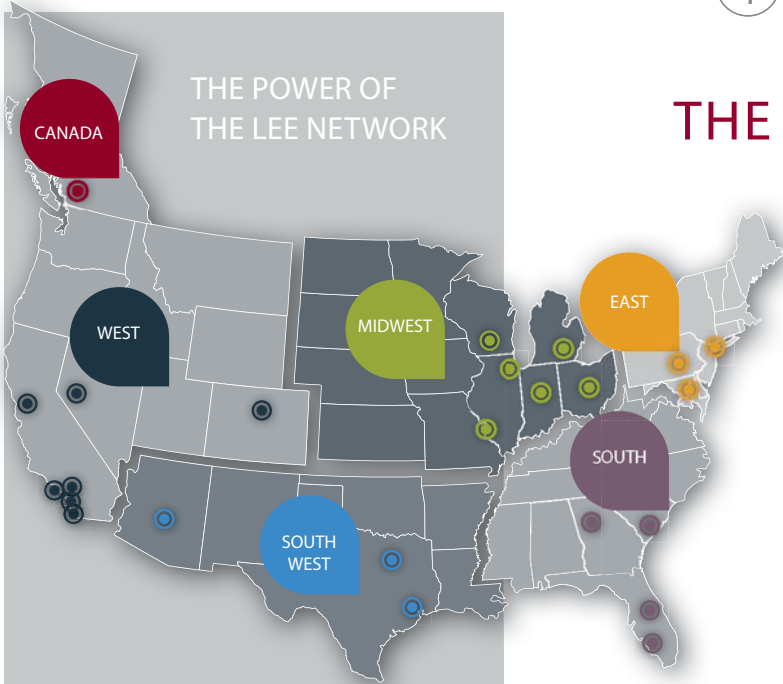 THE POWER OF
THE LEE NETWORK
THE
CANADA
WEST
MIDWEST
EAST
SOUTH
SOUTH
WEST